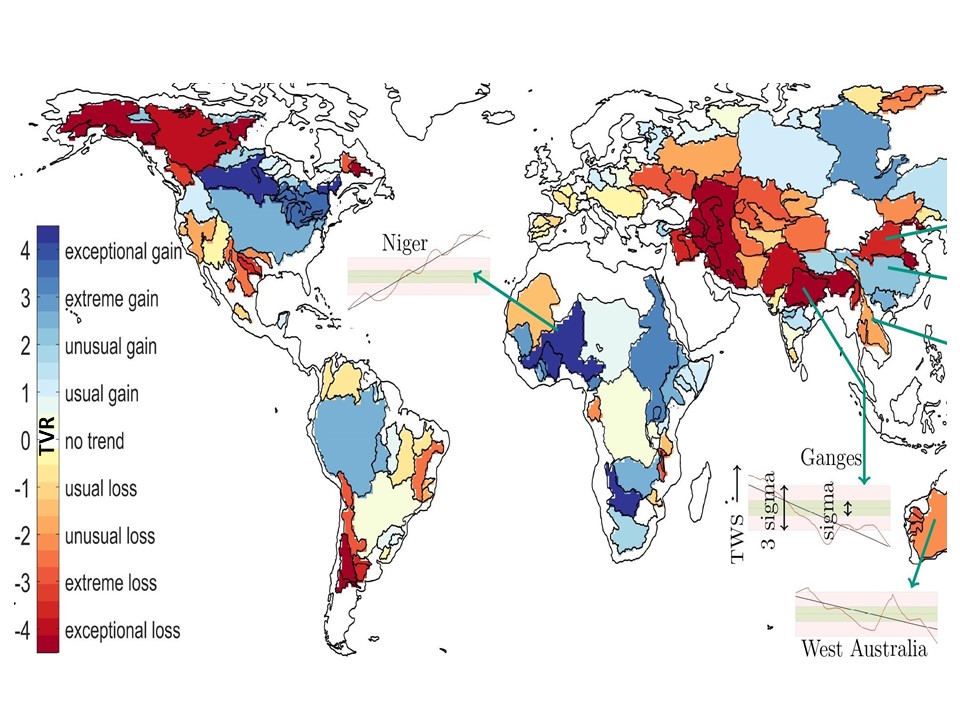 Niger
4
exceptional gain
3
extreme gain
2
unusual gain
1
usual gain
0
no trend
TVR
-1
usual loss
-2
unusual loss
-3
extreme loss
-4
exceptional loss
Ganges
TWS
3 sigma
sigma
West Australia